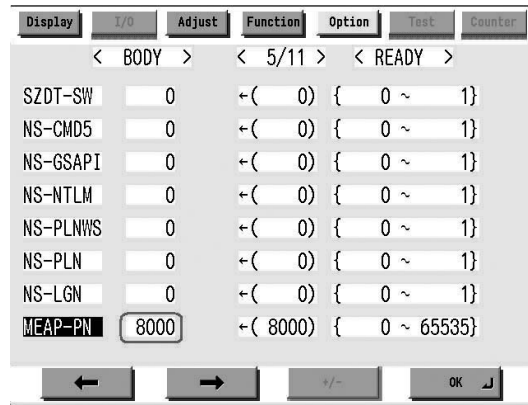 Display I/O Adjust Function Option Test Counter
< BODY > < 5/11 > < READY >
SZDT-SW 0 ←( 0) { 0 ~ 1}
NS-CMD5 0 ←( 0) { 0 ~ 1}
NS-GSAPI 0 ←( 0) { 0 ~ 1}
NS-NTLM 0 ←( 0) { 0 ~ 1}
NS-PLNWS 0 ←( 0) { 0 ~ 1}
NS-PLN 0 ←( 0) { 0 ~ 1}
NS-LGN 0 ←( 0) { 0 ~ 1}
MEAP-PN 8000 ←( 8000) { 0 ~ 65535}
← → +/- OK ↵